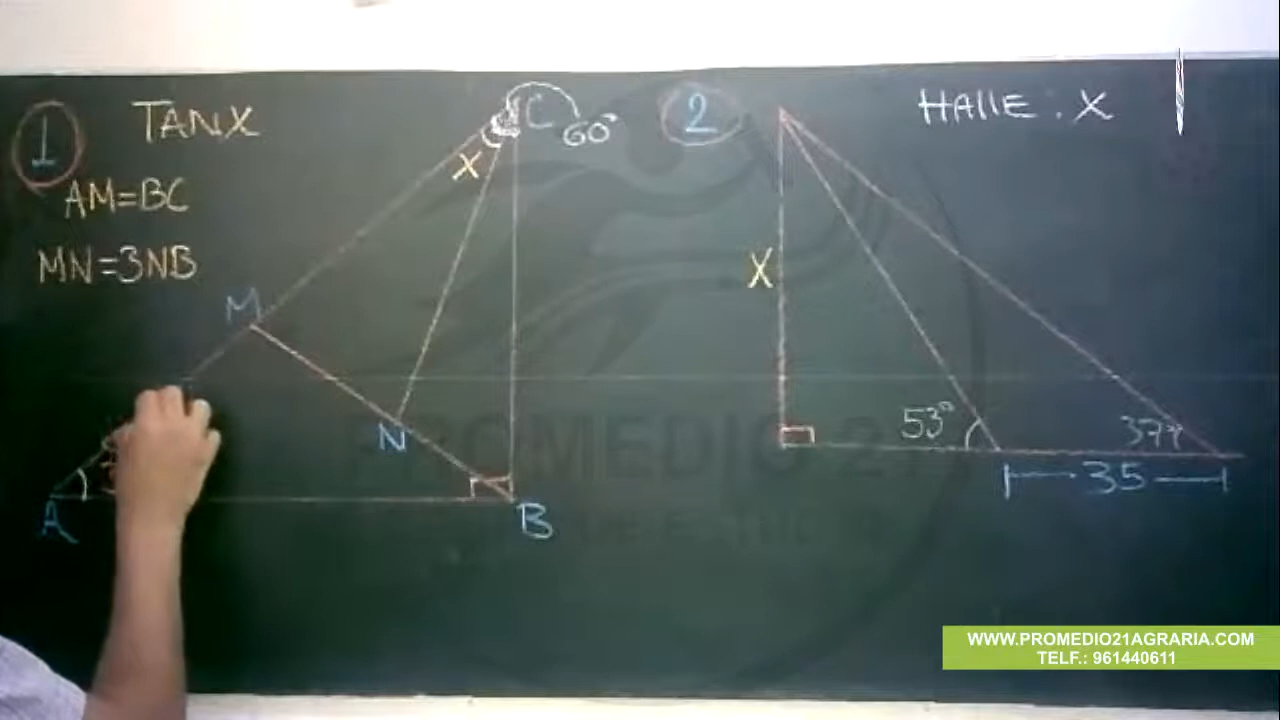 1
TANX
AM=BC
MN=3NB
C
60°
X
M
N
A
B
2
HALLE . X
X
53°
37°
35
PROMEDIO 21
WWW.PROMEDIO21AGRARIA.COM
TELF.: 961440611